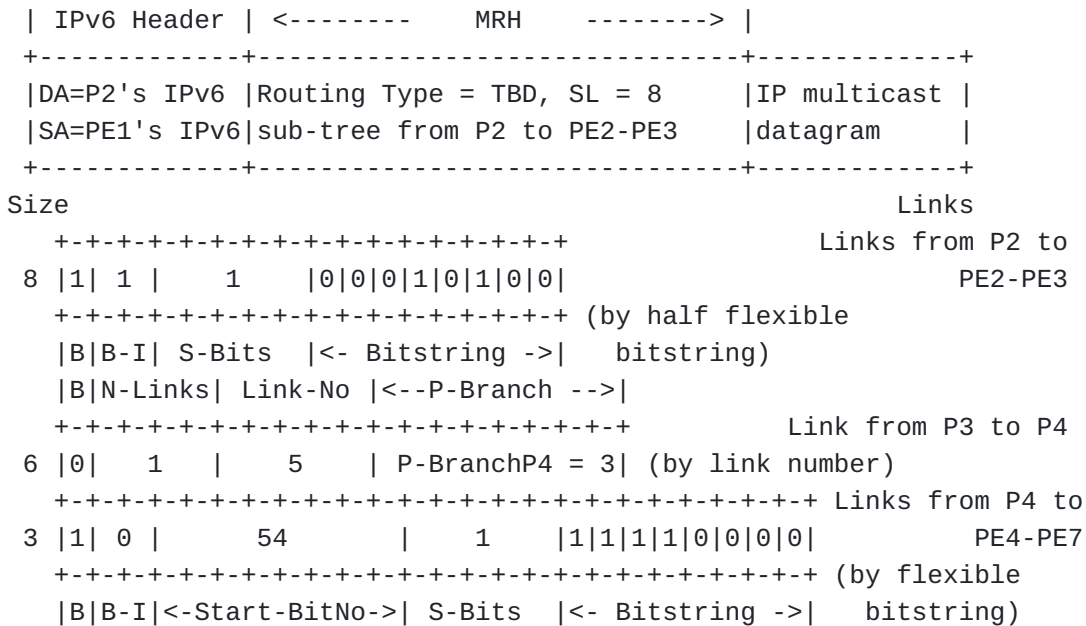 | IPv6 Header | <--------    MRH    --------> |
+-------------+-------------------------------+-------------+
|DA=P2's IPv6 |Routing Type = TBD, SL = 8     |IP multicast |
|SA=PE1's IPv6|sub-tree from P2 to PE2-PE3    |datagram     |
+-------------+-------------------------------+-------------+
Size                                                      Links
   +-+-+-+-+-+-+-+-+-+-+-+-+-+-+-+-+                Links from P2 to
 8 |1| 1 |    1    |0|0|0|1|0|1|0|0|                         PE2-PE3
   +-+-+-+-+-+-+-+-+-+-+-+-+-+-+-+-+ (by half flexible
   |B|B-I| S-Bits  |<- Bitstring ->|   bitstring)
   |B|N-Links| Link-No |<--P-Branch -->|
   +-+-+-+-+-+-+-+-+-+-+-+-+-+-+-+-+-+-+          Link from P3 to P4
 6 |0|   1   |    5    | P-BranchP4 = 3| (by link number)
   +-+-+-+-+-+-+-+-+-+-+-+-+-+-+-+-+-+-+-+-+-+-+-+-+ Links from P4 to
 3 |1| 0 |      54       |    1    |1|1|1|1|0|0|0|0|          PE4-PE7
   +-+-+-+-+-+-+-+-+-+-+-+-+-+-+-+-+-+-+-+-+-+-+-+-+ (by flexible
   |B|B-I|<-Start-BitNo->| S-Bits  |<- Bitstring ->|   bitstring)